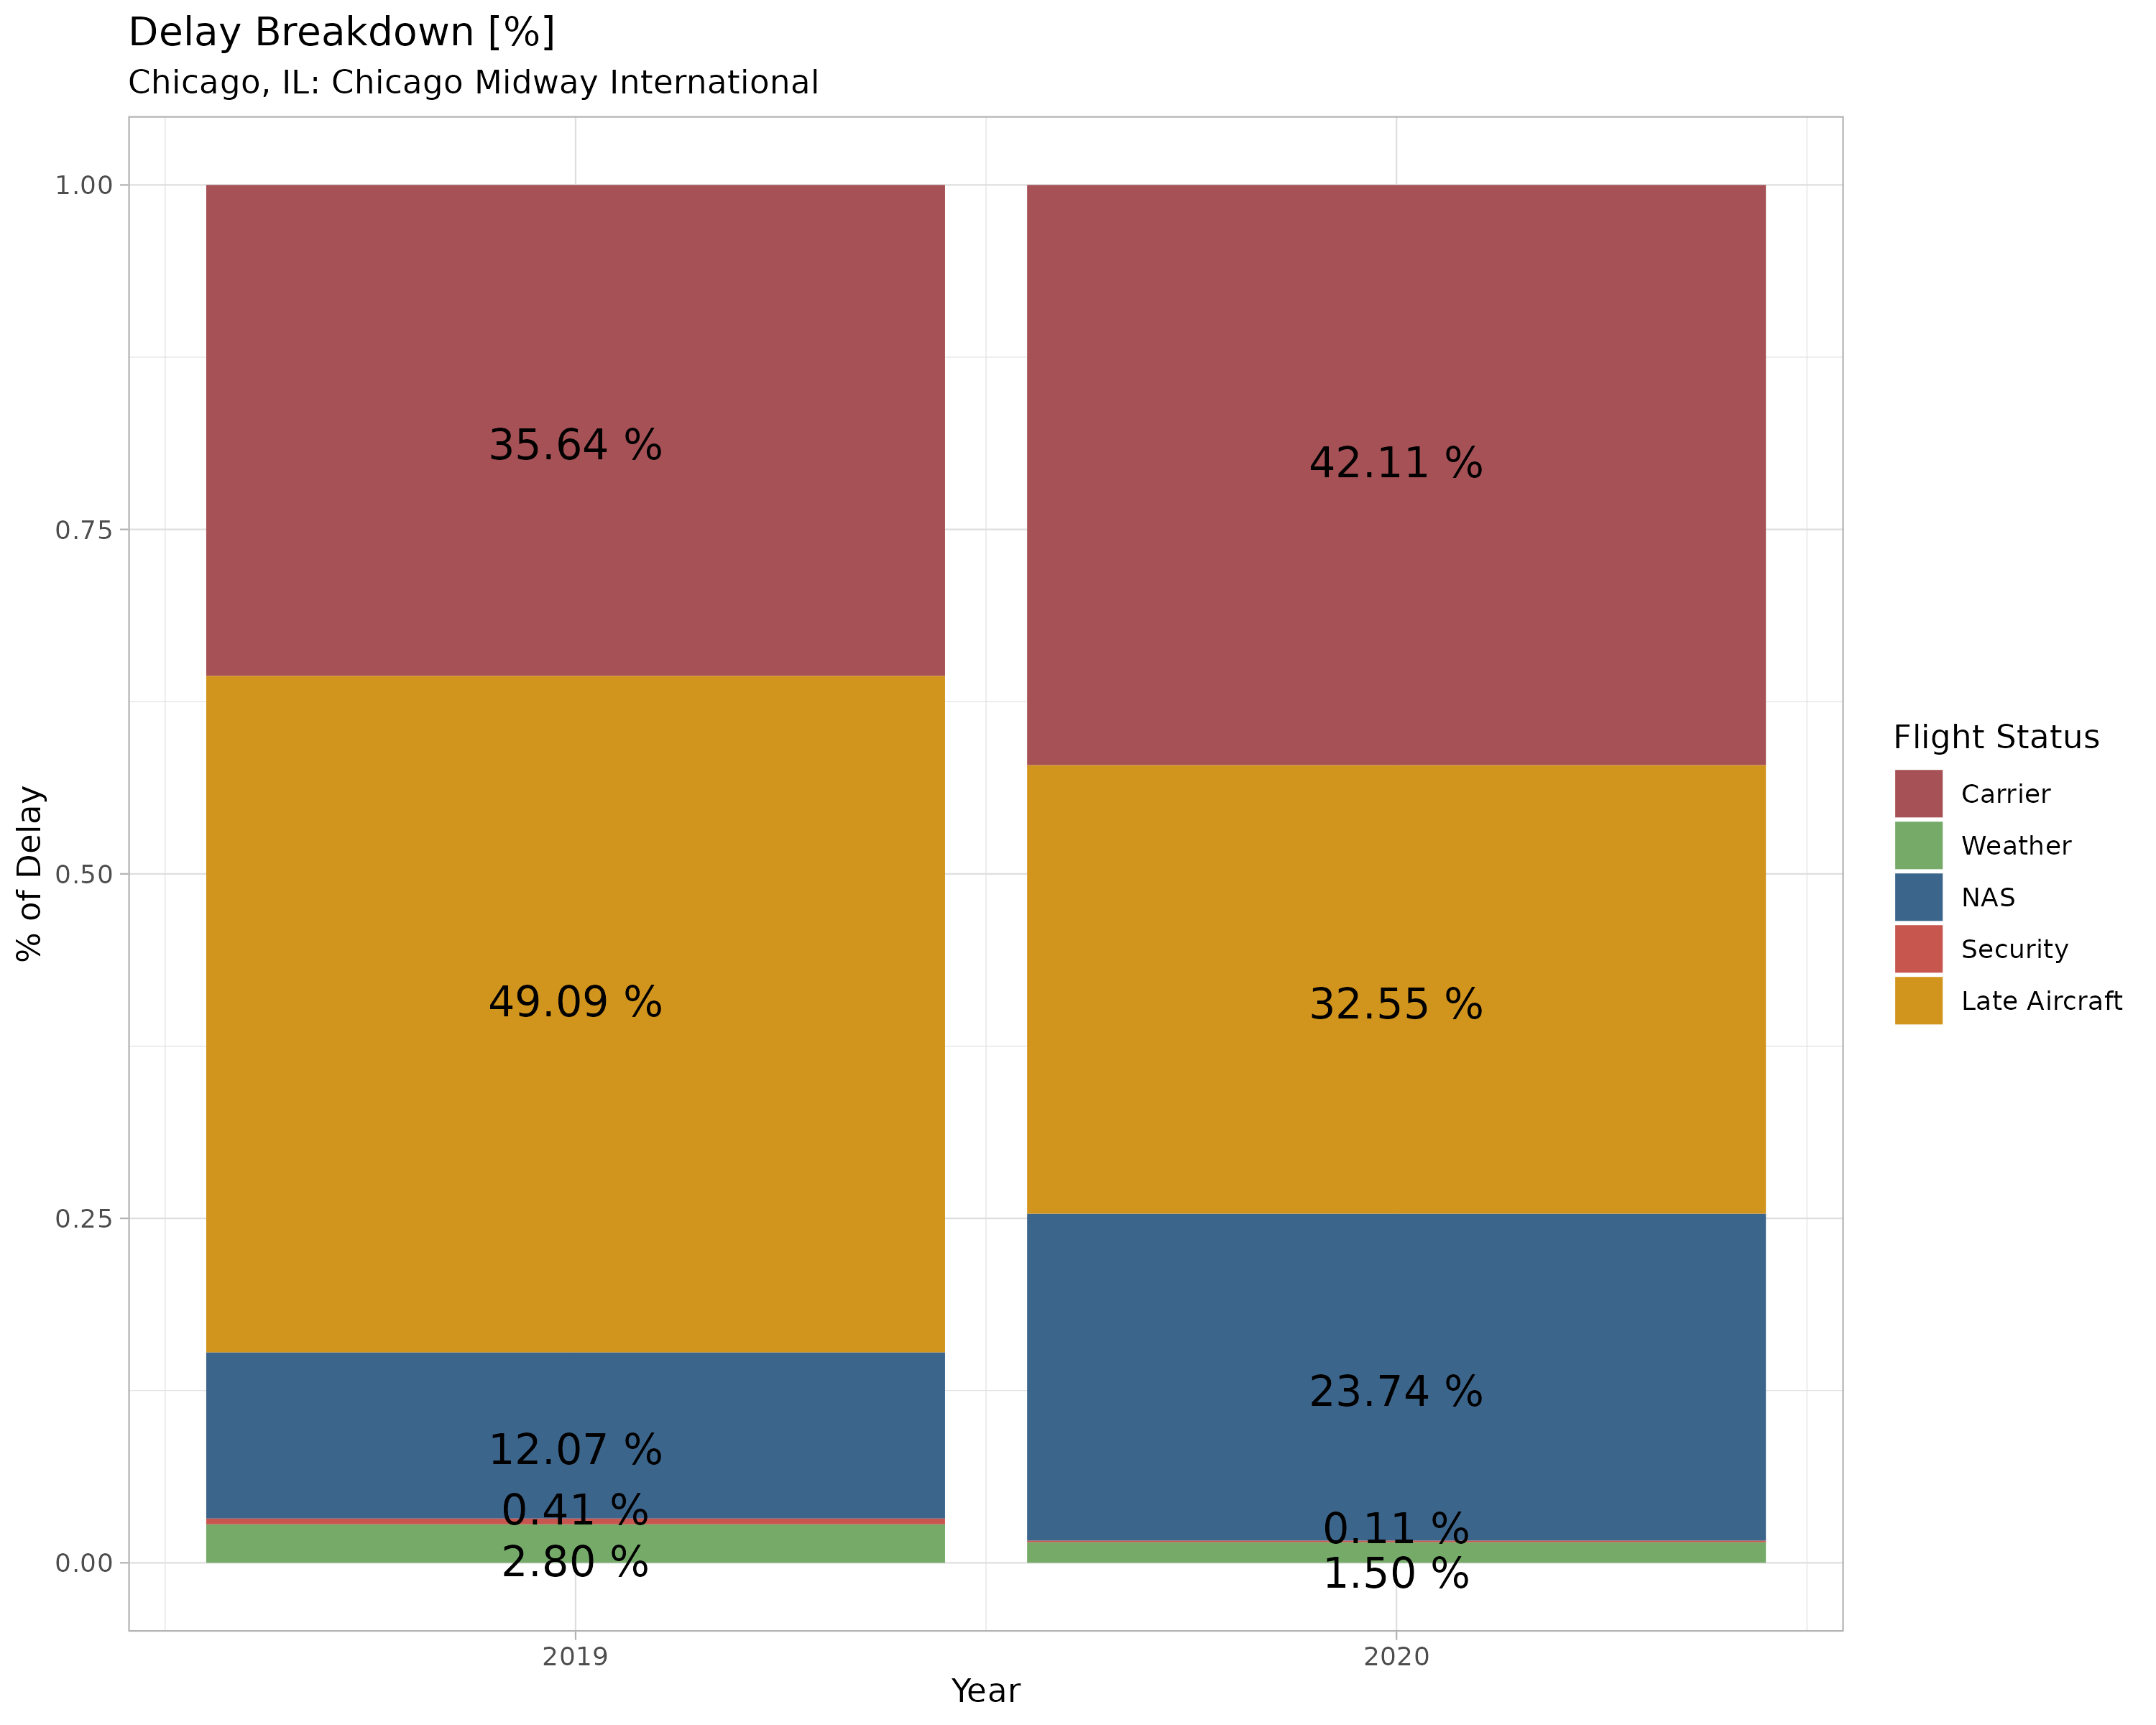 Delay Breakdown [%]
Chicago, IL: Chicago Midway International
1.00
0.75
0.50
0.25
0.00
% of Delay
35.64 %
49.09 %
12.07 %
0.41 %
2.80 %
42.11 %
32.55 %
23.74 %
0.11 %
1.50 %
2019
2020
Year
Flight Status
Carrier
Weather
NAS
Security
Late Aircraft